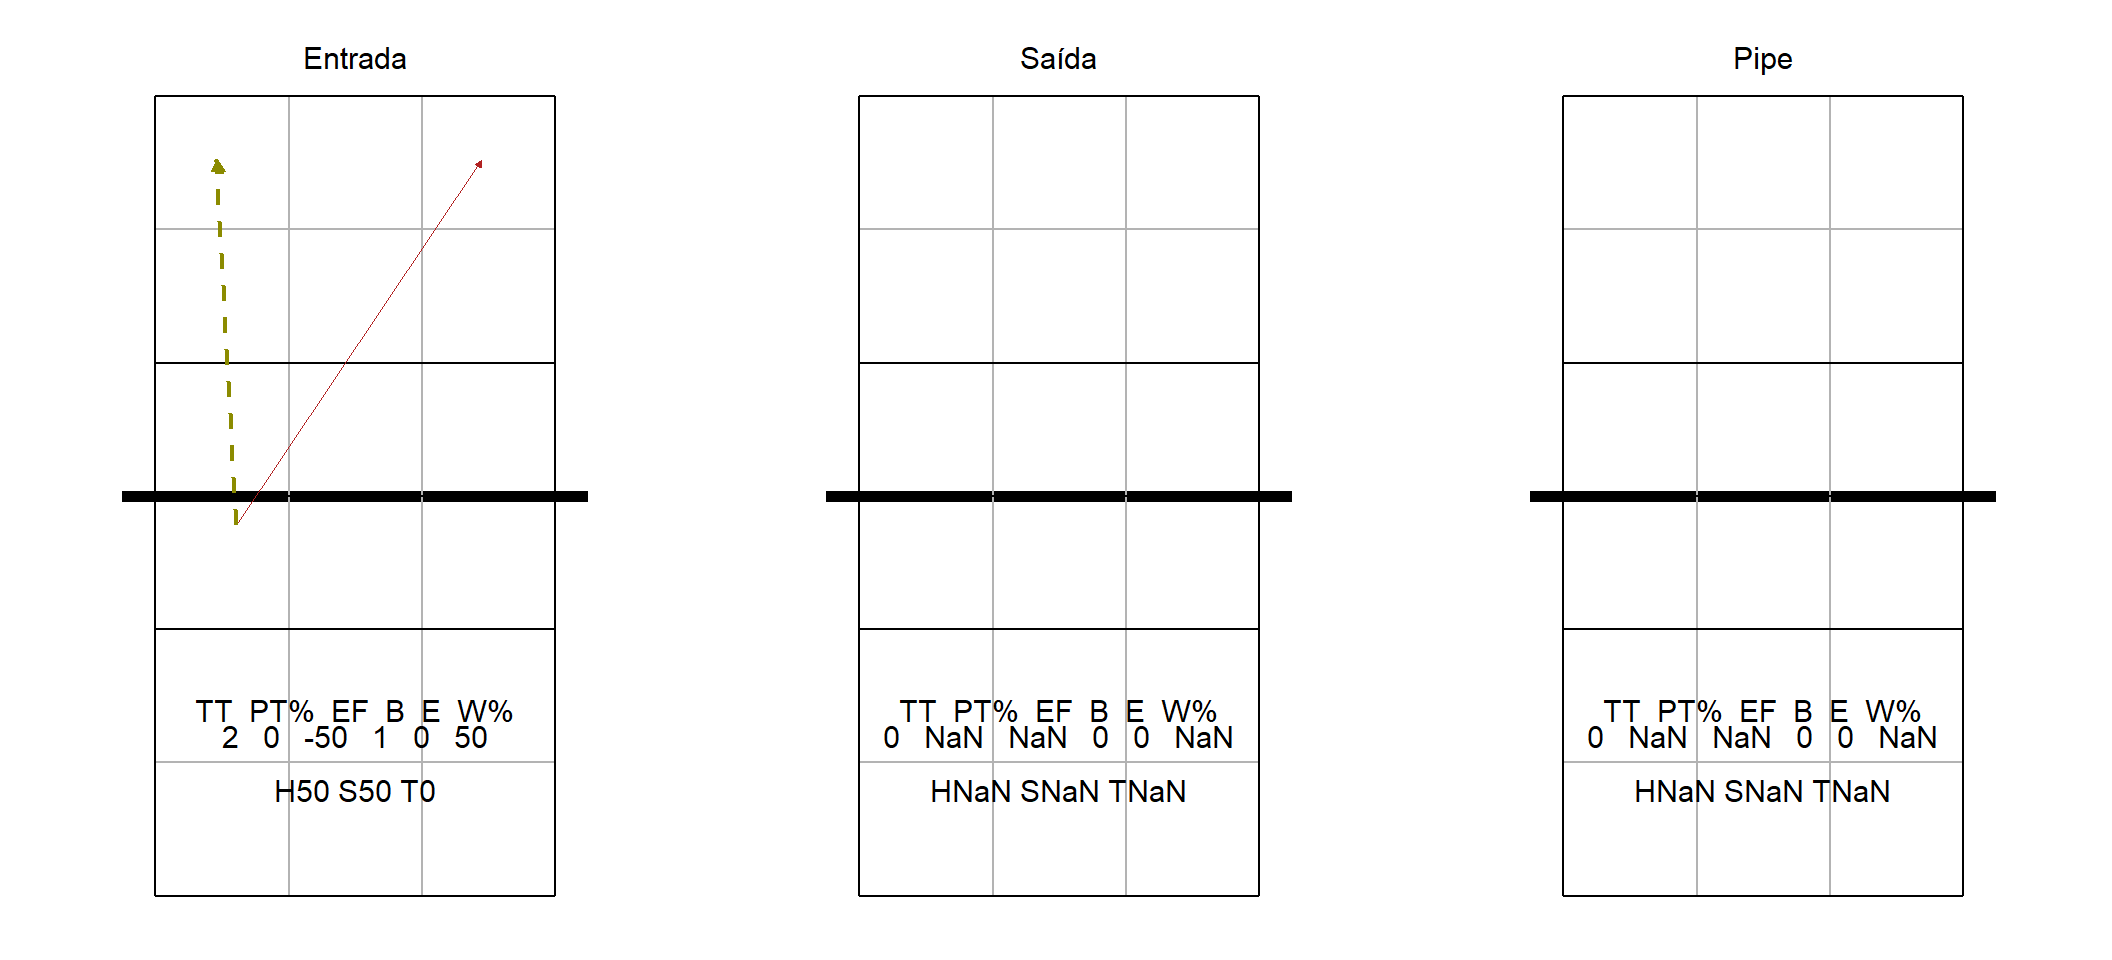 Entrada
TT PT% EF B E W%
2 0 -50 1 0 50
H50 S50 T0
Saída
TT PT% EF B E W%
0 NaN NaN 0 0 NaN
HNaN SNaN TNaN
Pipe
TT PT% EF B E W%
0 NaN NaN 0 0 NaN
HNaN SNaN TNaN